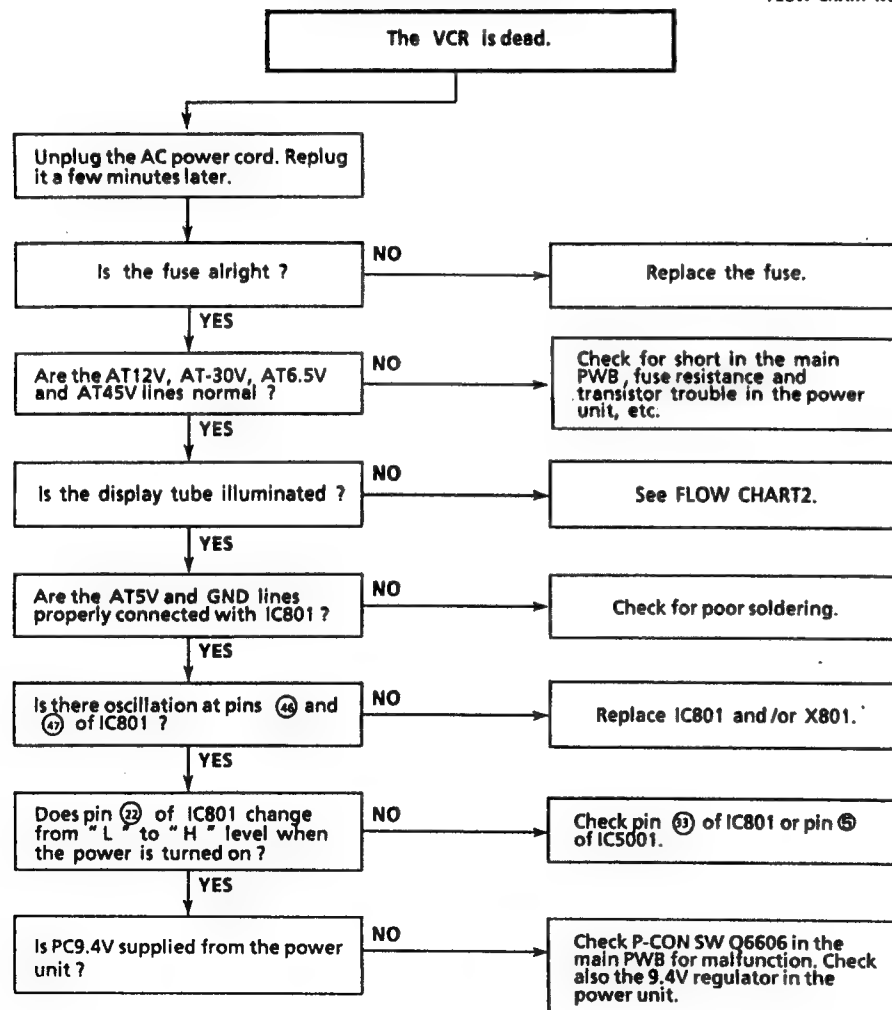 The VCR is dead.
Unplug the AC power cord. Replug
it a few minutes later.
Is the fuse alright ?
NO
Replace the fuse.
YES
Are the AT12V, AT-30V, AT6.5V
and AT45V lines normal ?
NO
Check for short in the main
PWB, fuse resistance and
transistor trouble in the power
unit, etc.
YES
Is the display tube illuminated ?
NO
See FLOW CHART2.
YES
Are the AT5V and GND lines
properly connected with IC801 ?
NO
Check for poor soldering.
YES
Is there oscillation at pins ㊻ and
㊼ of IC801 ?
NO
Replace IC801 and/or X801.
YES
Does pin ㉒ of IC801 change
from "L" to "H" level when
the power is turned on ?
NO
Check pin of IC801 or pin ⑤
of IC5001.
YES
Is PC9.4V supplied from the power
unit ?
NO
Check P-CON SW Q6606 in the
main PWB for malfunction. Check
also the 9.4V regulator in the
power unit.